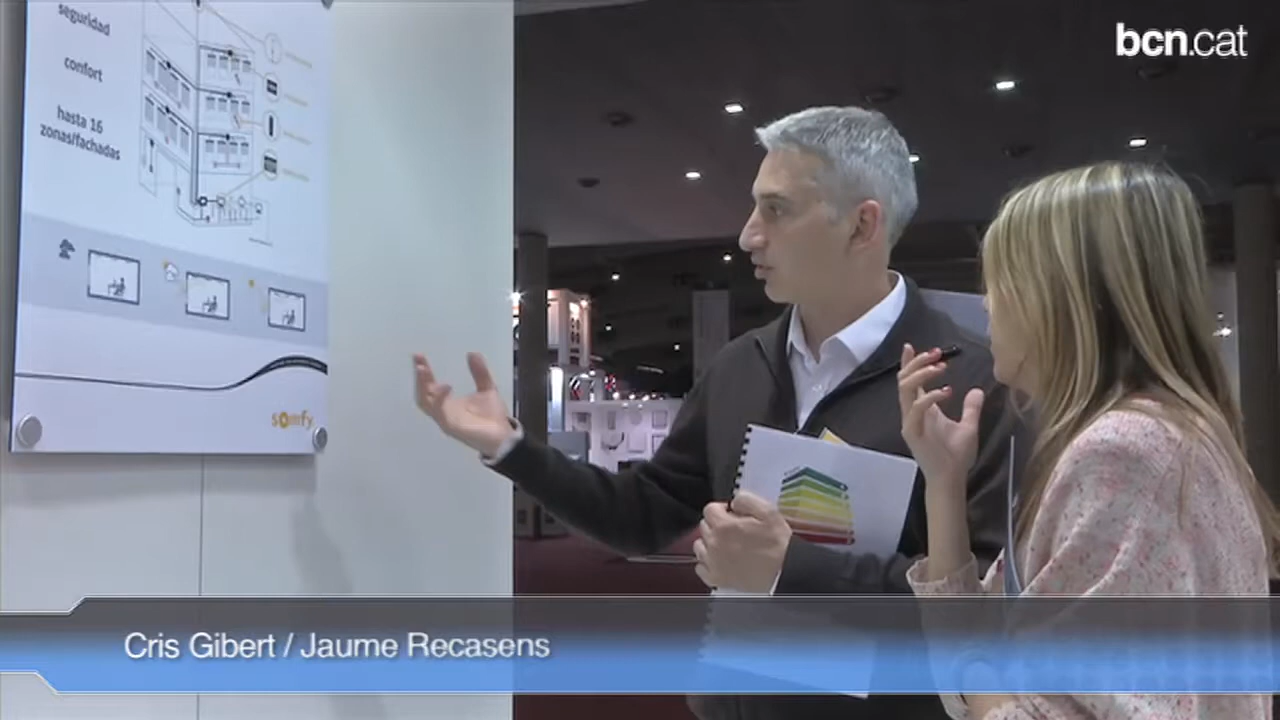 bcn.cat
seguridad
confort
hasta 16
zonas/fachadas
somfy
Cris Gibert / Jaume Recasens